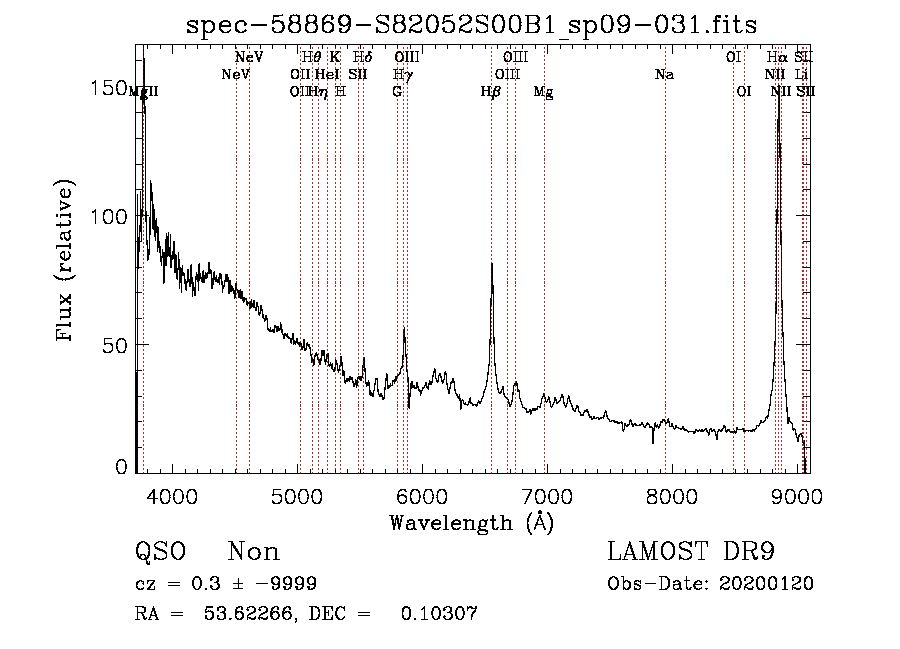 spec-58869-S82052S00B1_sp09-031.fits
NeV Hθ K Hδ OIII OIII OI Hα SII
NeV OII HeI SII Hγ OIII Na NII Li
MgII OII Hη H G Hβ Mg OI NII SII
150
100
50
0
Flux (relative)
4000 5000 6000 7000 8000 9000
Wavelength (Å)
QSO Non LAMOST DR9
cz = 0.3 ± -9999 Obs-Date: 20200120
RA = 53.62266, DEC = 0.10307